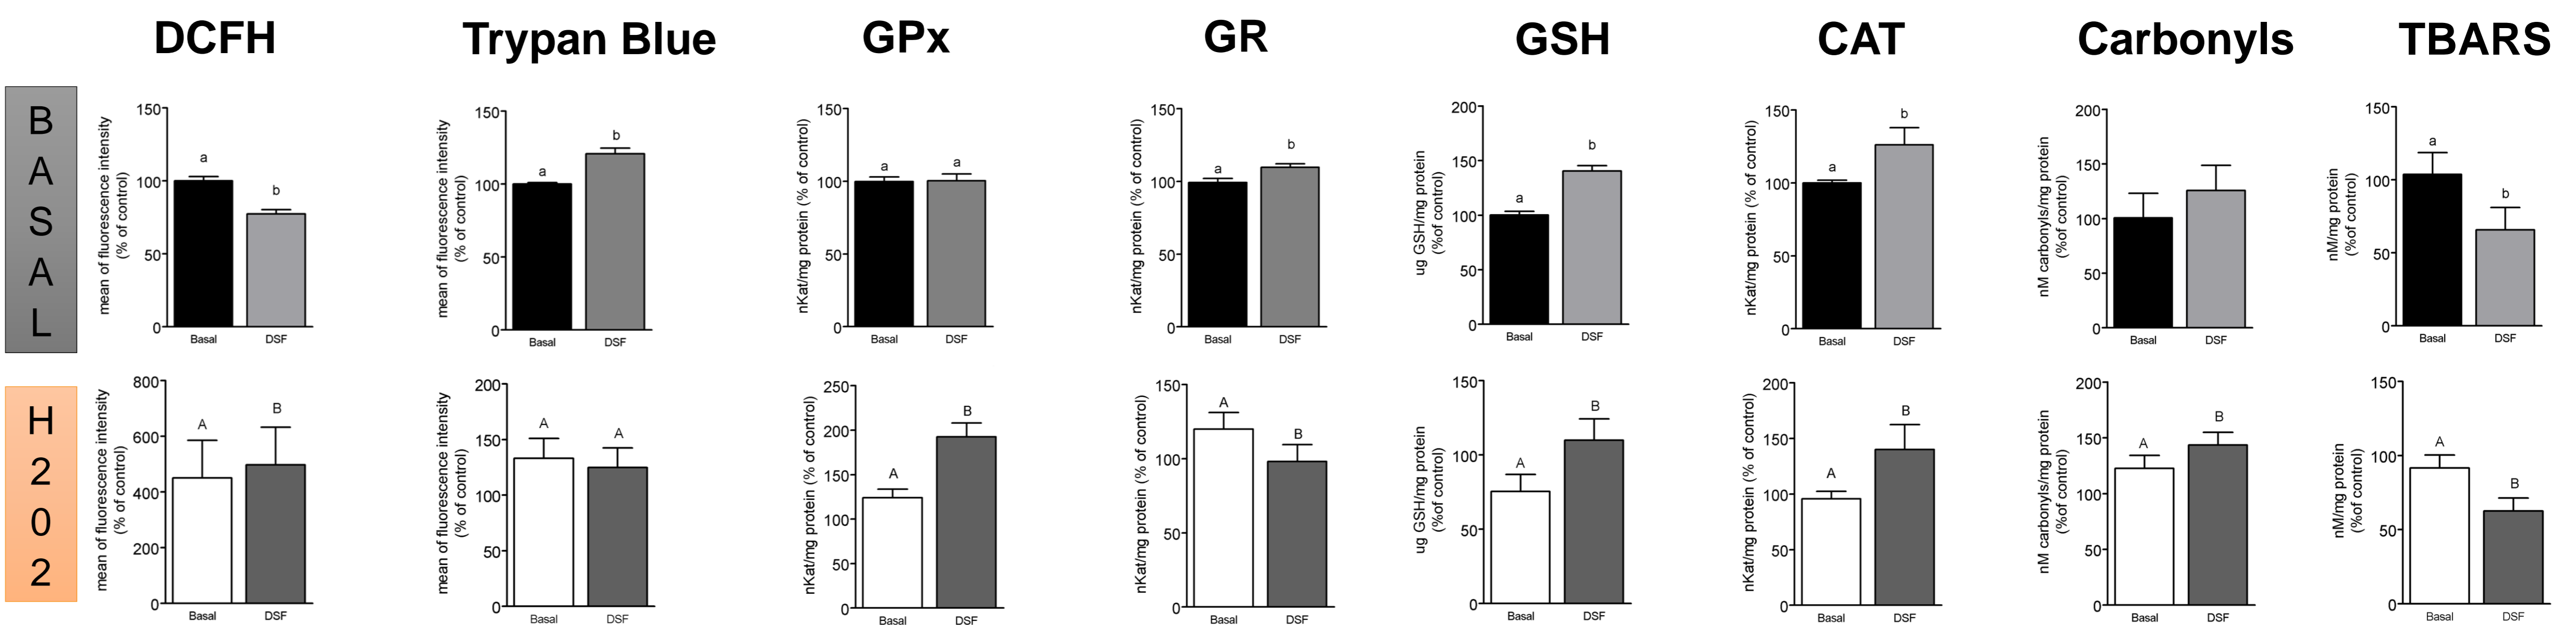 DCFH Trypan Blue GPx GR GSH CAT Carbonyls TBARS
BASAL
mean of fluorescence intensity
(% of control)
150
100
50
0
a
b
Basal DSF
mean of fluorescence intensity
(% of control)
150
100
50
0
a
b
Basal DSF
nKat/mg protein (% of control)
150
100
50
0
a
a
Basal DSF
nKat/mg protein (% of control)
150
100
50
0
a
b
Basal DSF
ug GSH/mg protein
(%of control)
200
150
100
50
0
a
b
Basal DSF
nKat/mg protein (% of control)
150
100
50
0
a
b
Basal DSF
nM carbonyls/mg protein
(%of control)
200
150
100
50
0
Basal DSF
nM/mg protein
(%of control)
150
100
50
0
a
b
Basal DSF
H202
mean of fluorescence intensity
(% of control)
800
600
400
200
0
A
B
Basal DSF
mean of fluorescence intensity
(% of control)
200
150
100
50
0
A
A
Basal DSF
nKat/mg protein (% of control)
250
200
150
100
50
0
A
B
Basal DSF
nKat/mg protein (% of control)
150
100
50
0
A
B
Basal DSF
ug GSH/mg protein
(%of control)
150
100
50
0
A
B
Basal DSF
nKat/mg protein (% of control)
200
150
100
50
0
A
B
Basal DSF
nM carbonyls/mg protein
(%of control)
200
150
100
50
0
A
B
Basal DSF
nM/mg protein
(%of control)
150
100
50
0
A
B
Basal DSF